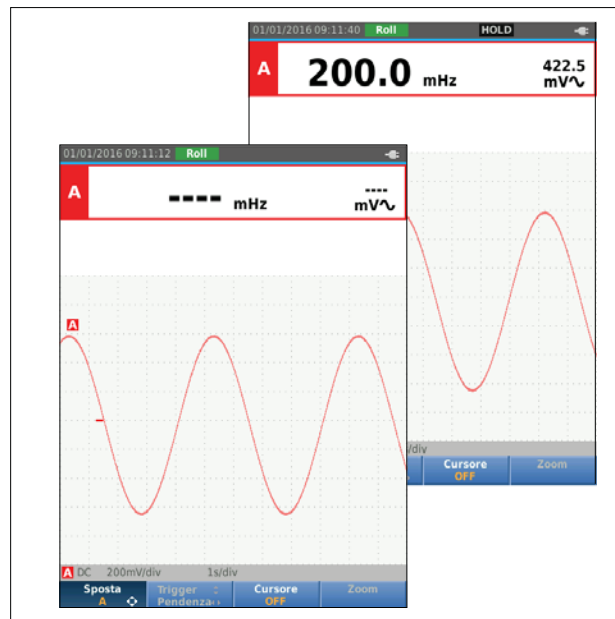 01/01/2016 09:11:40 Roll HOLD
A 200.0 mHz 422.5 mV
/div
Cursore Zoom
OFF
01/01/2016 09:11:12 Roll
A ---- mHz ---- mV
A
A DC 200mV/div 1s/div
Sposta Trigger Cursore Zoom
A Pendenza OFF